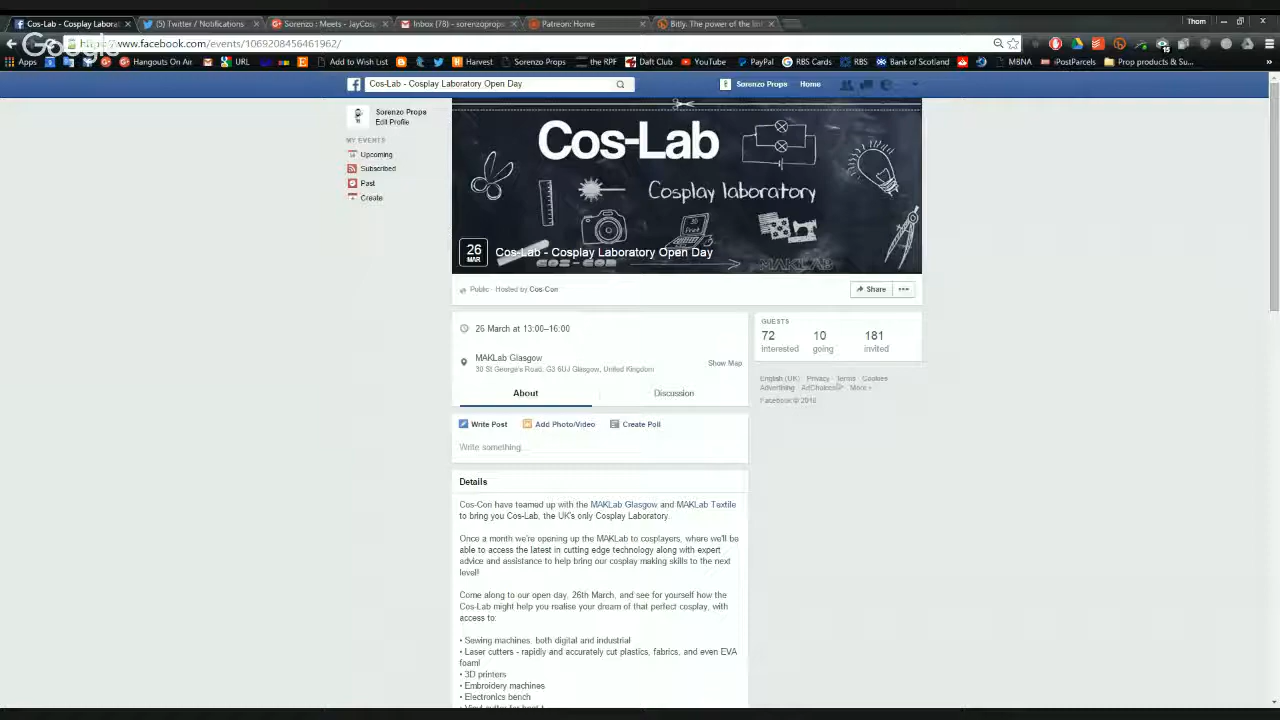 Cos-Lab - Cosplay Laborat
(3) Twitter / Notifications
Sorenzo : Meets - JayCosp
Inbox (78) - sorenzoprops
Patreon: Home
Bitly. The power of the lin
Thom
Google
www.facebook.com/events/1069208456461962/
Apps
Hangouts On Air
URL
Add to Wish List
Harvest
Sorenzo Props
the RPF
Daft Club
YouTube
PayPal
RBS Cards
RBS
Bank of Scotland
MBNA
iPostParcels
Prop products & Su...
Cos-Lab - Cosplay Laboratory Open Day
Sorenzo Props
Home
Sorenzo Props
Edit Profile
MY EVENTS
Upcoming
Subscribed
Past
Create
Cos-Lab
Cosplay laboratory
3D
Print
26
MAR
Cos-Lab - Cosplay Laboratory Open Day
MAKLAB
Public · Hosted by Cos-Con
Share
26 March at 13:00–16:00
MAKLab Glasgow
30 St George's Road, G3 6UJ Glasgow, United Kingdom
Show Map
About
Discussion
Write Post
Add Photo/Video
Create Poll
Write something...
GUESTS
72
10
181
interested
going
invited
English (UK) · Privacy · Terms · Cookies ·
Advertising · AdChoices · More
Facebook © 2016
Details
Cos-Con have teamed up with the MAKLab Glasgow and MAKLab Textile
to bring you Cos-Lab, the UK's only Cosplay Laboratory.
Once a month we're opening up the MAKLab to cosplayers, where we'll be
able to access the latest in cutting edge technology along with expert
advice and assistance to help bring our cosplay making skills to the next
level!
Come along to our open day, 26th March, and see for yourself how the
Cos-Lab might help you realise your dream of that perfect cosplay, with
access to:
• Sewing machines, both digital and industrial
• Laser cutters - rapidly and accurately cut plastics, fabrics, and even EVA
foam!
• 3D printers
• Embroidery machines
• Electronics bench